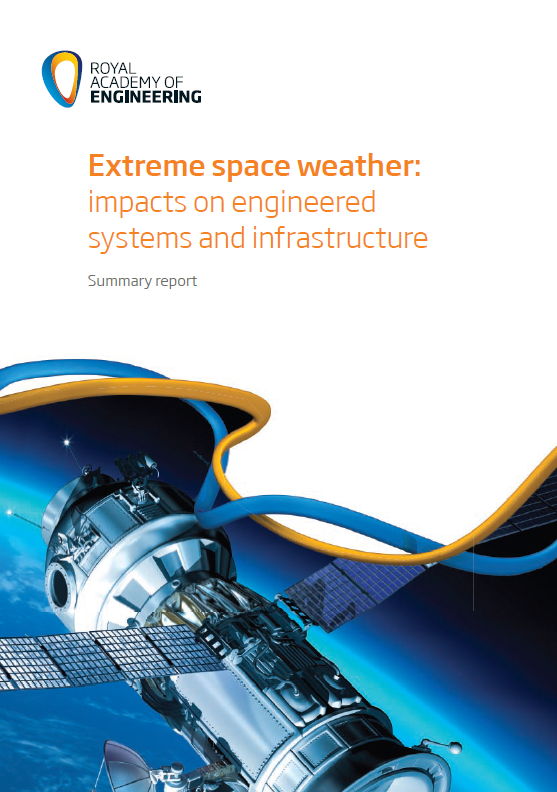 ROYAL
ACADEMY OF
ENGINEERING
Extreme space weather:
impacts on engineered
systems and infrastructure
Summary report